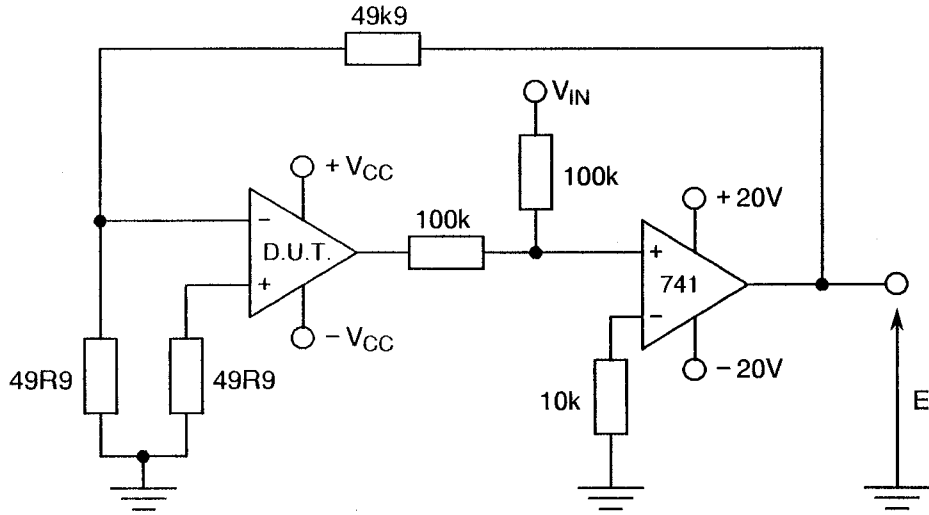 49k9
V_IN
+ V_CC
100k
100k
+ 20V
−
D.U.T.
+
+
741
−
− V_CC
49R9
49R9
10k
− 20V
E